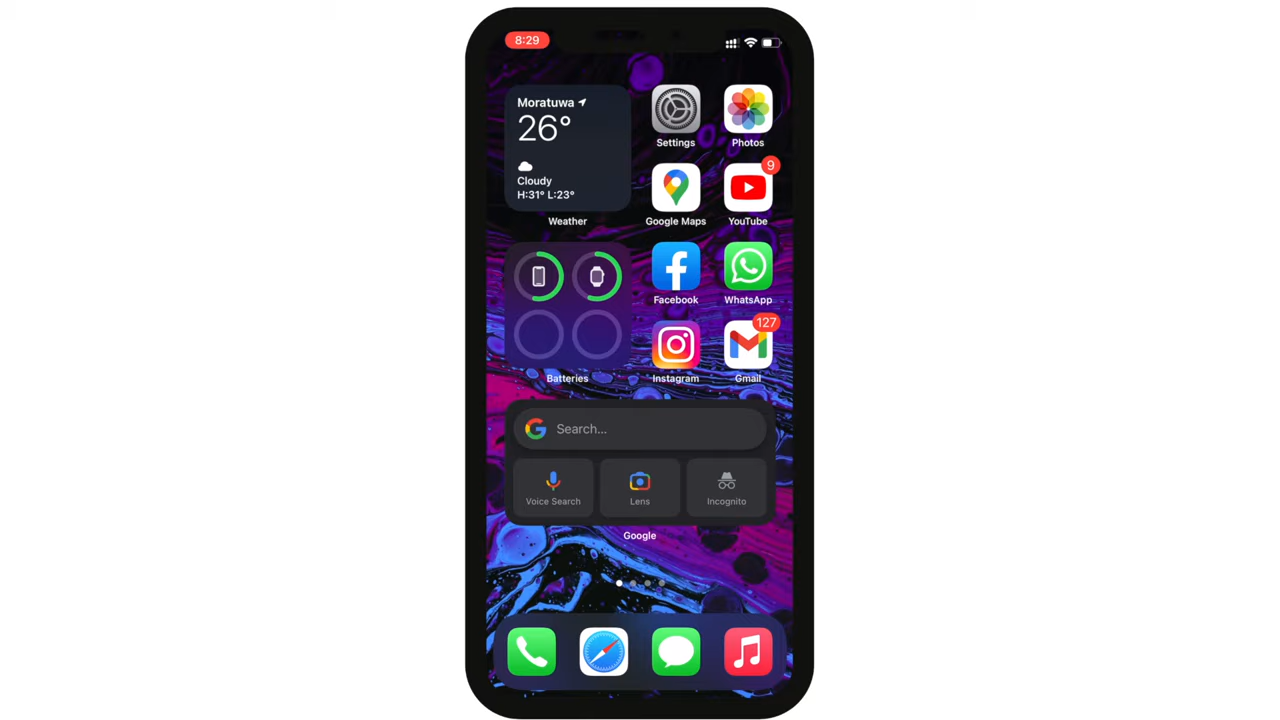 8:29
Moratuwa
26°
Cloudy
H:31° L:23°
Weather
Settings
Photos
9
Google Maps
YouTube
Facebook
WhatsApp
127
Batteries
Instagram
Gmail
Search...
Voice Search
Lens
Incognito
Google